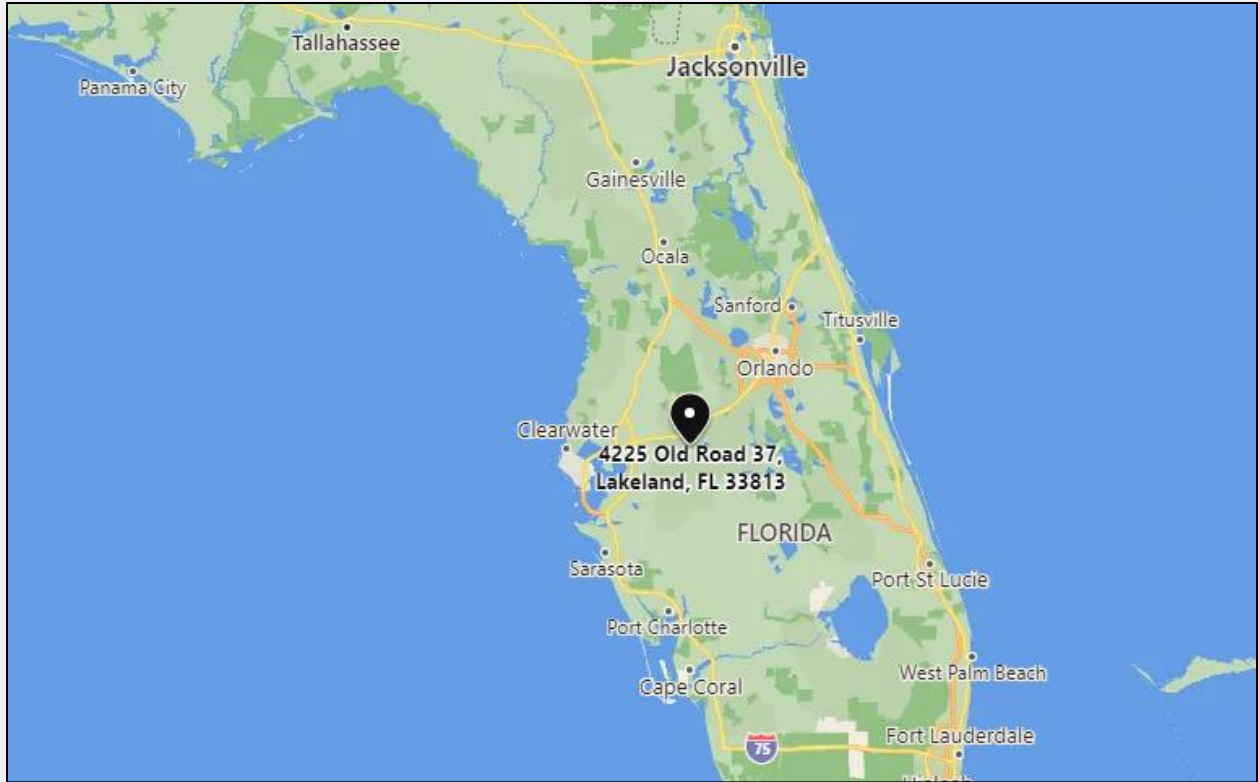 Tallahassee
Jacksonville
Panama City
Gainesville
Ocala
Sanford
Titusville
Orlando
Clearwater
4225 Old Road 37,
Lakeland, FL 33813
FLORIDA
Sarasota
Port St Lucie
Port Charlotte
West Palm Beach
Cape Coral
Fort Lauderdale
75